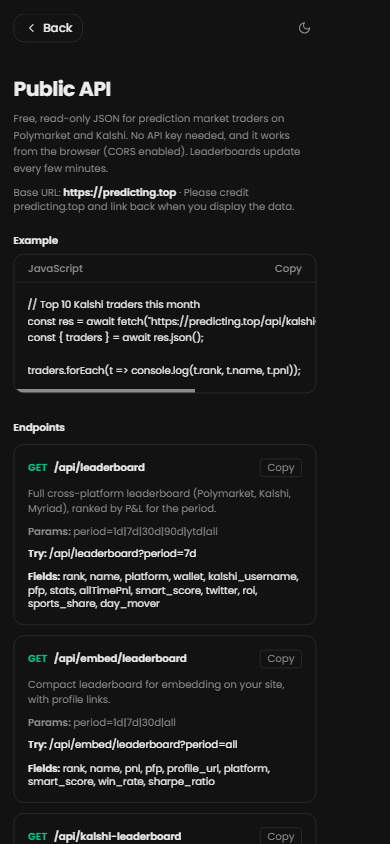 Back
Public API
Free, read-only JSON for prediction market traders on
Polymarket and Kalshi. No API key needed, and it works
from the browser (CORS enabled). Leaderboards update
every few minutes.
Base URL: https://predicting.top · Please credit
predicting.top and link back when you display the data.
Example
JavaScript Copy
// Top 10 Kalshi traders this month
const res = await fetch("https://predicting.top/api/kalshi-
const { traders } = await res.json();
traders.forEach(t => console.log(t.rank, t.name, t.pnl));
Endpoints
GET /api/leaderboard Copy
Full cross-platform leaderboard (Polymarket, Kalshi,
Myriad), ranked by P&L for the period.
Params: period=1d|7d|30d|90d|ytd|all
Try: /api/leaderboard?period=7d
Fields: rank, name, platform, wallet, kalshi_username,
pfp, stats, allTimePnl, smart_score, twitter, roi,
sports_share, day_mover
GET /api/embed/leaderboard Copy
Compact leaderboard for embedding on your site,
with profile links.
Params: period=1d|7d|30d|all
Try: /api/embed/leaderboard?period=all
Fields: rank, name, pnl, pfp, profile_url, platform,
smart_score, win_rate, sharpe_ratio
GET /api/kalshi-leaderboard Copy